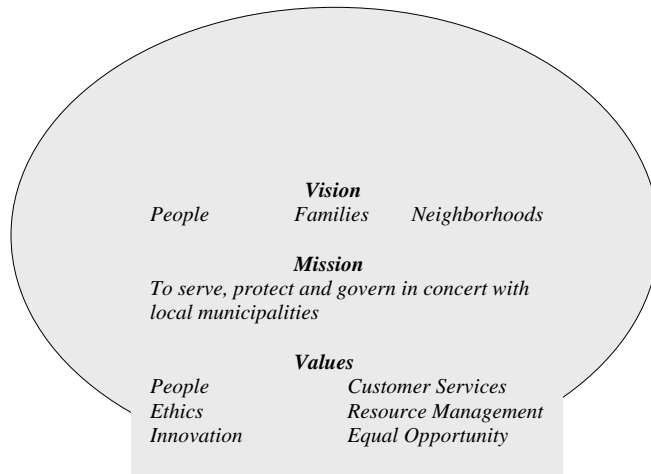 Vision
People Families Neighborhoods
Mission
To serve, protect and govern in concert with
local municipalities
Values
People Customer Services
Ethics Resource Management
Innovation Equal Opportunity